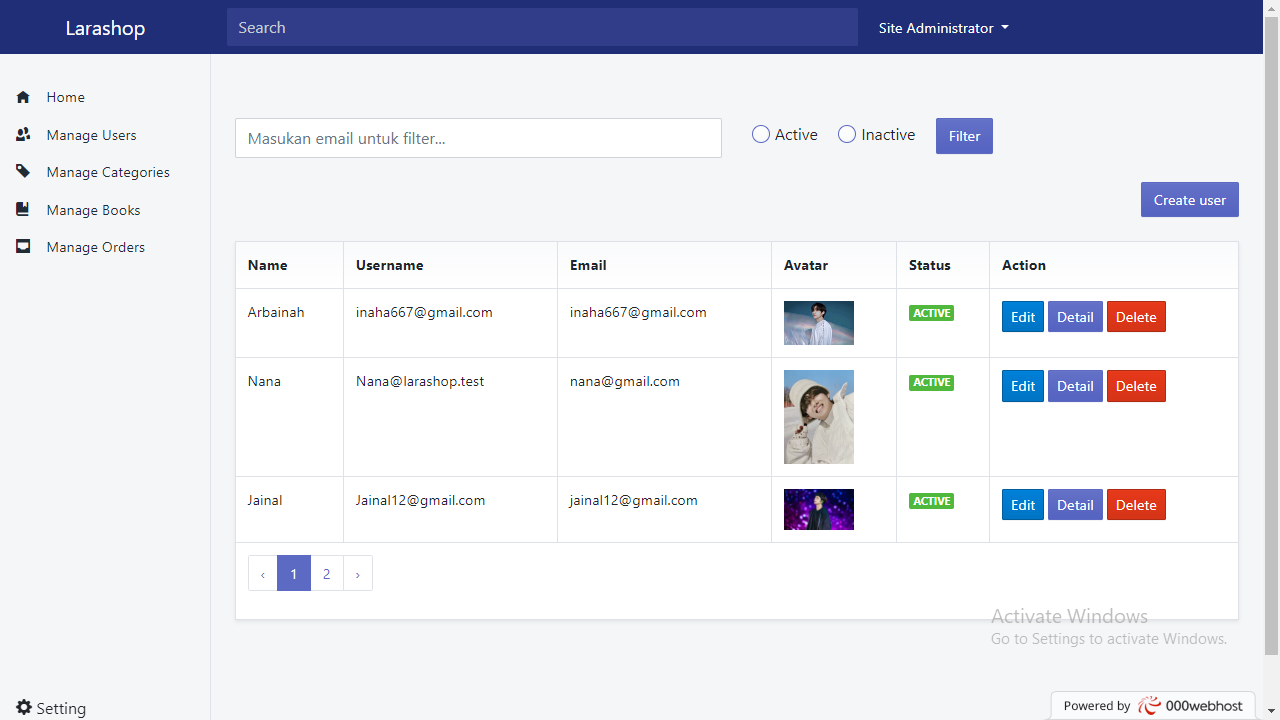 Larashop
Search
Site Administrator
Home
Manage Users
Manage Categories
Manage Books
Manage Orders
Setting
Masukan email untuk filter...
Active
Inactive
Filter
Create user
Name Username Email Avatar Status Action
Arbainah inaha667@gmail.com inaha667@gmail.com ACTIVE Edit Detail Delete
Nana Nana@larashop.test nana@gmail.com ACTIVE Edit Detail Delete
Jainal Jainal12@gmail.com jainal12@gmail.com ACTIVE Edit Detail Delete
‹ 1 2 ›
Activate Windows
Go to Settings to activate Windows.
Powered by 000webhost